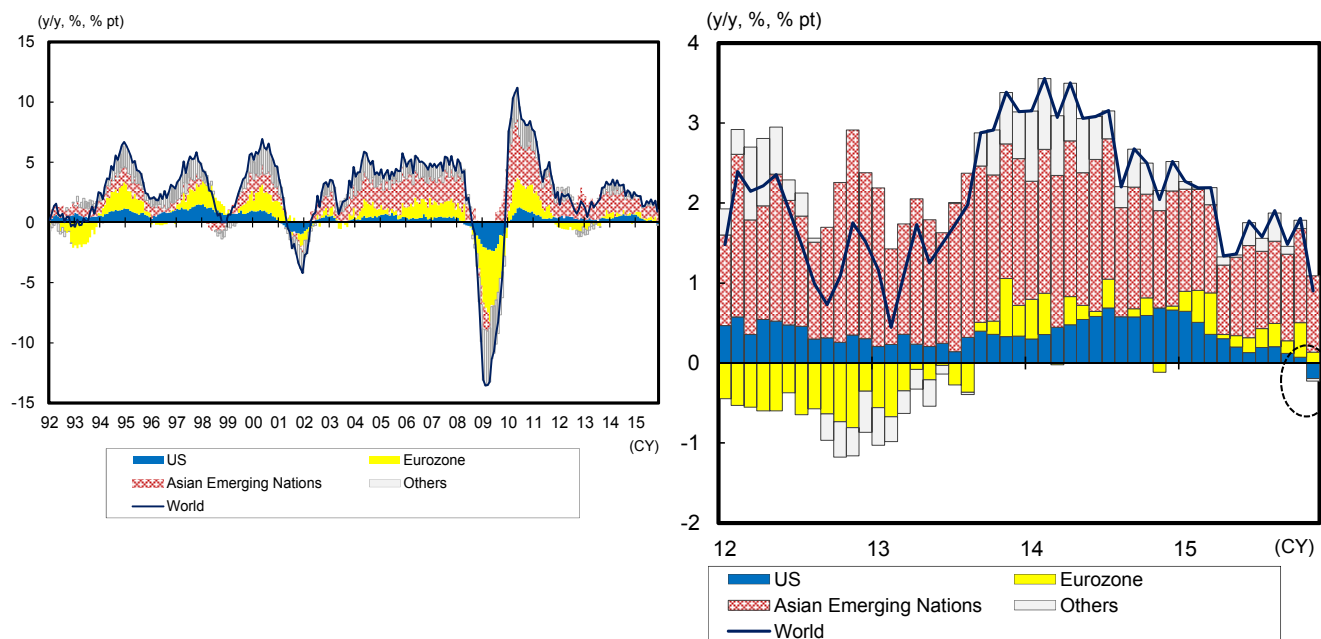 (y/y, %, % pt)
15
10
5
0
-5
-10
-15
92 93 94 95 96 97 98 99 00 01 02 03 04 05 06 07 08 09 10 11 12 13 14 15
(CY)
US Eurozone
Asian Emerging Nations Others
World
(y/y, %, % pt)
4
3
2
1
0
-1
-2
12 13 14 15 (CY)
US Eurozone
Asian Emerging Nations Others
World